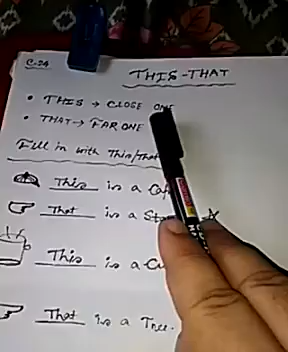 C-24
THIS-THAT
• THIS → CLOSE ONE
• THAT → FAR ONE
Fill in with This/That
This is a
That is a
This is a
That is a Tree.